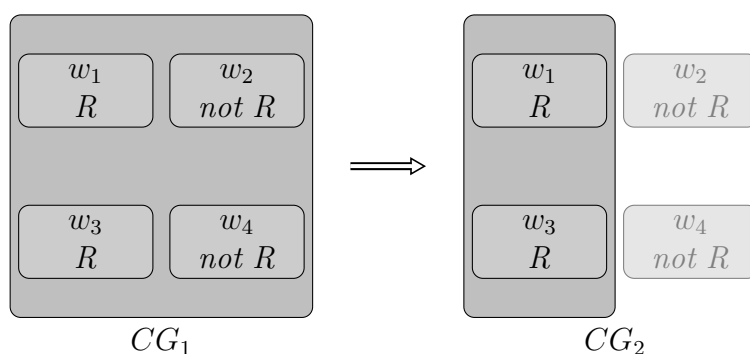 w₁ w₂ w₁ w₂
R not R R not R
w₃ w₄ w₃ w₄
R not R R not R
CG₁ CG₂